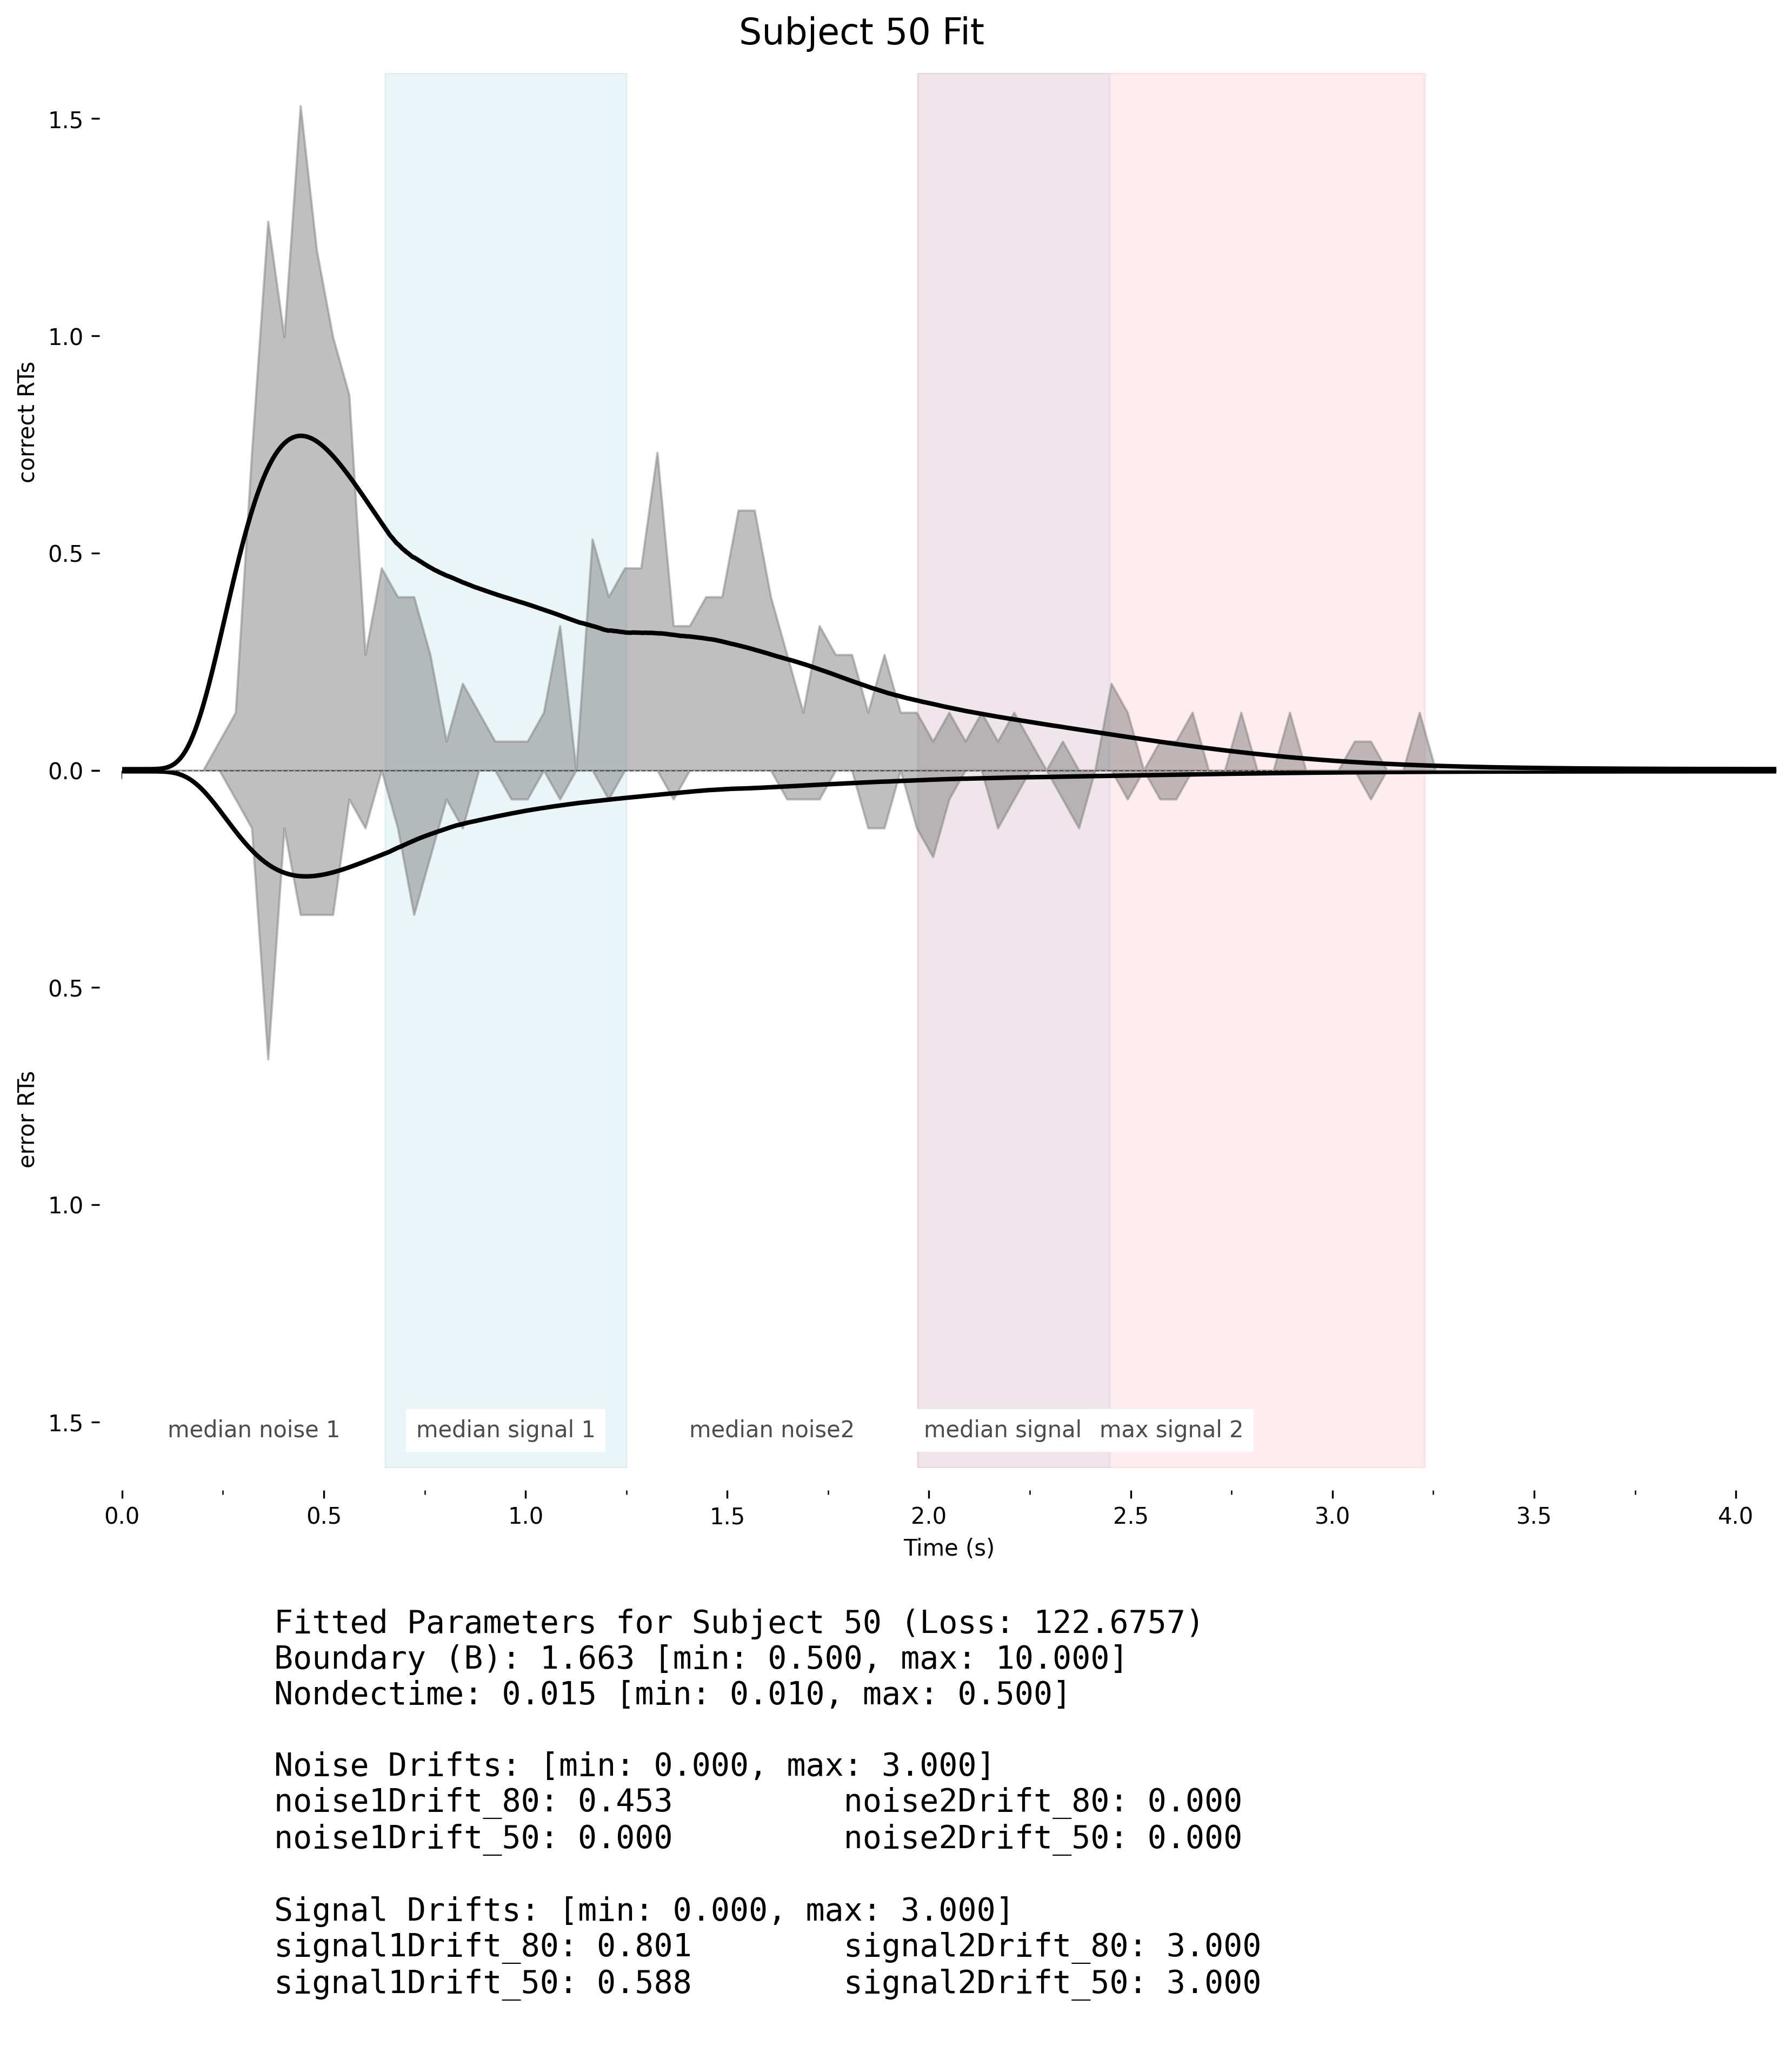 Subject 50 Fit
1.5
1.0
correct RTs
0.5
0.0
0.5
error RTs
1.0
1.5
median noise 1
median signal 1
median noise2
median signal
max signal 2
0.0 0.5 1.0 1.5 2.0 2.5 3.0 3.5 4.0
Time (s)
Fitted Parameters for Subject 50 (Loss: 122.6757)
Boundary (B): 1.663 [min: 0.500, max: 10.000]
Nondectime: 0.015 [min: 0.010, max: 0.500]
Noise Drifts: [min: 0.000, max: 3.000]
noise1Drift_80: 0.453 noise2Drift_80: 0.000
noise1Drift_50: 0.000 noise2Drift_50: 0.000
Signal Drifts: [min: 0.000, max: 3.000]
signal1Drift_80: 0.801 signal2Drift_80: 3.000
signal1Drift_50: 0.588 signal2Drift_50: 3.000